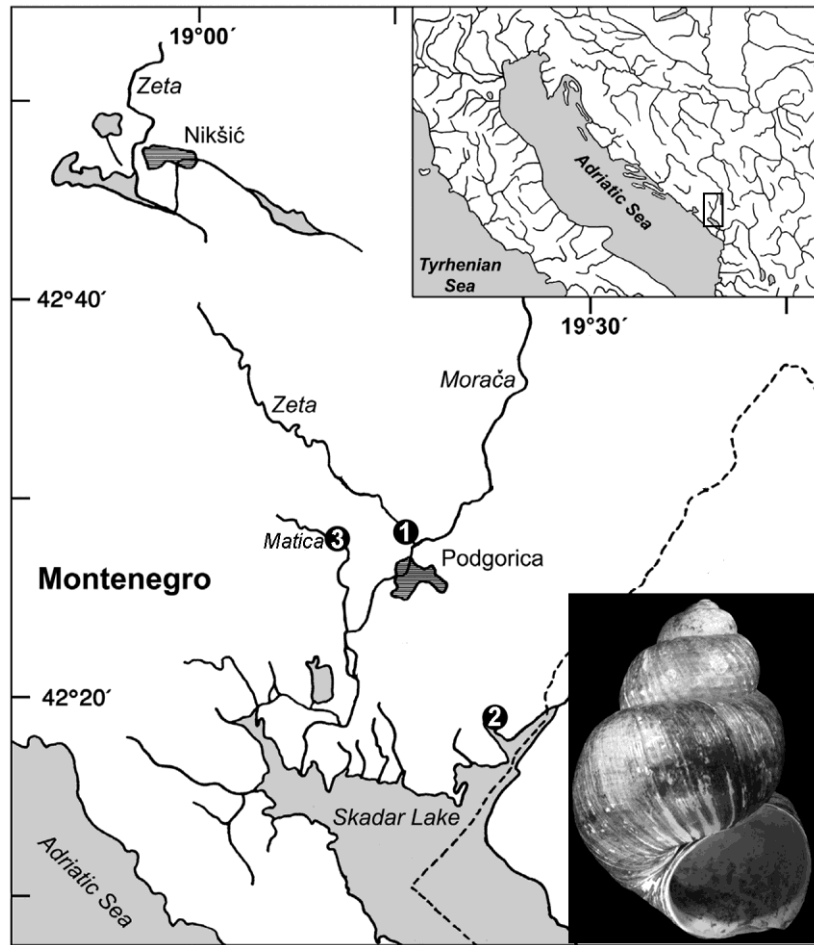 19°00´
Zeta
Nikšić
Adriatic Sea
Tyrhenian
Sea
42°40´
19°30´
Morača
Zeta
1
Matica
3
Podgorica
Montenegro
42°20´
2
Skadar Lake
Adriatic Sea